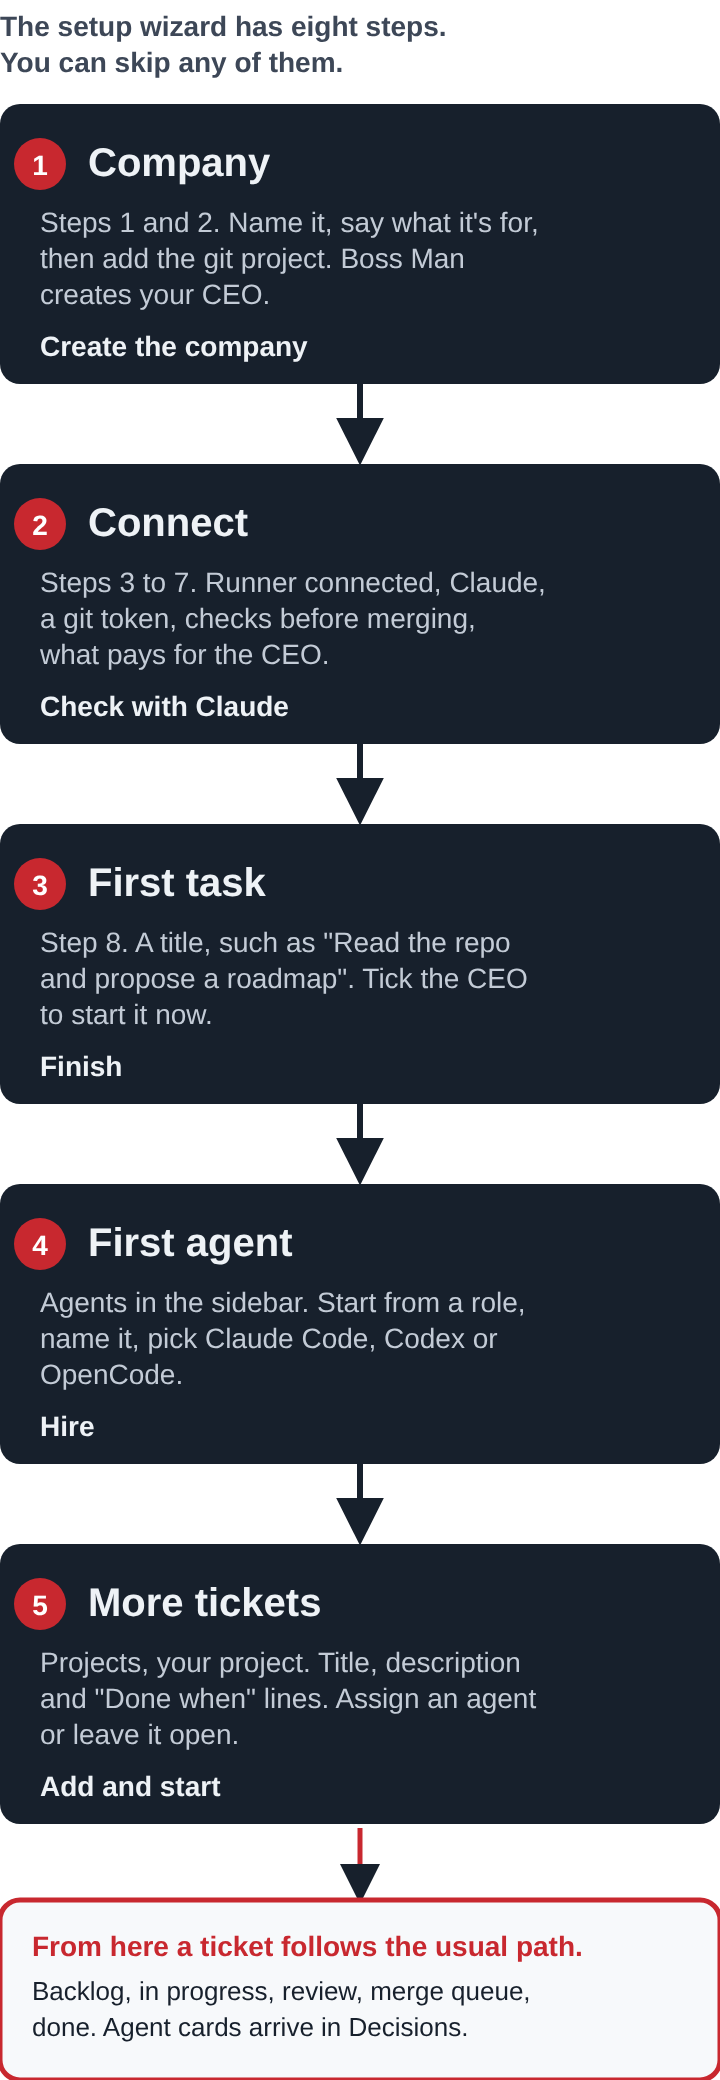 The setup wizard has eight steps.
You can skip any of them.
1 Company
Steps 1 and 2. Name it, say what it's for,
then add the git project. Boss Man
creates your CEO.
Create the company
2 Connect
Steps 3 to 7. Runner connected, Claude,
a git token, checks before merging,
what pays for the CEO.
Check with Claude
3 First task
Step 8. A title, such as "Read the repo
and propose a roadmap". Tick the CEO
to start it now.
Finish
4 First agent
Agents in the sidebar. Start from a role,
name it, pick Claude Code, Codex or
OpenCode.
Hire
5 More tickets
Projects, your project. Title, description
and "Done when" lines. Assign an agent
or leave it open.
Add and start
From here a ticket follows the usual path.
Backlog, in progress, review, merge queue,
done. Agent cards arrive in Decisions.